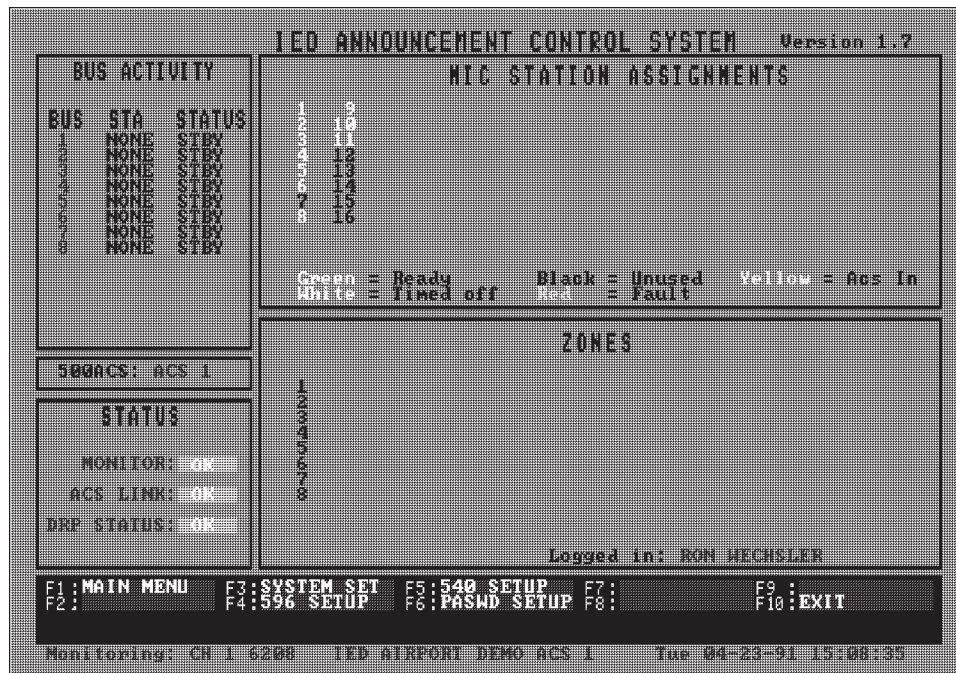 IED ANNOUNCEMENT CONTROL SYSTEM Version 1.7
BUS ACTIVITY
BUS STA STATUS
1 NONE STBY
2 NONE STBY
3 NONE STBY
4 NONE STBY
5 NONE STBY
6 NONE STBY
7 NONE STBY
8 NONE STBY
MIC STATION ASSIGNMENTS
1 9
2 10
3 11
4 12
5 13
6 14
7 15
8 16
Green = Ready Black = Unused Yellow = Acs In
White = Timed off Red = Fault
500ACS: ACS 1
STATUS
MONITOR: OK
ACS LINK: OK
DRP STATUS: OK
ZONES
1
2
3
4
5
6
7
8
Logged in: RON WECHSLER
F1: MAIN MENU F3: SYSTEM SET F5: 540 SETUP F7: F9 :
F2: F4: 596 SETUP F6: PASWD SETUP F8: F10: EXIT
Monitoring: CH 1 6208 IED AIRPORT DEMO ACS 1 Tue 04-23-91 15:08:35